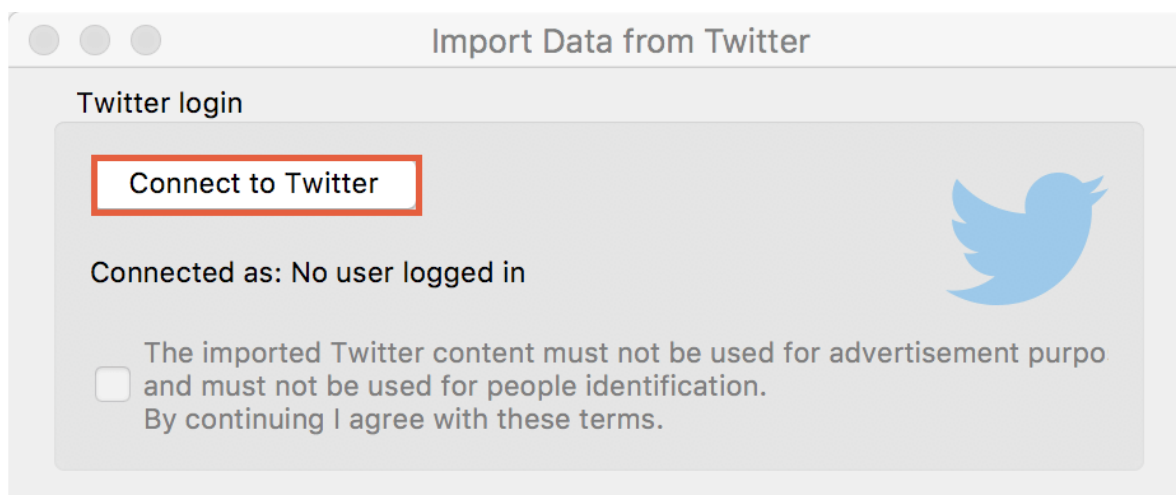 Import Data from Twitter
Twitter login
Connect to Twitter
Connected as: No user logged in
The imported Twitter content must not be used for advertisement purpo
and must not be used for people identification.
By continuing I agree with these terms.